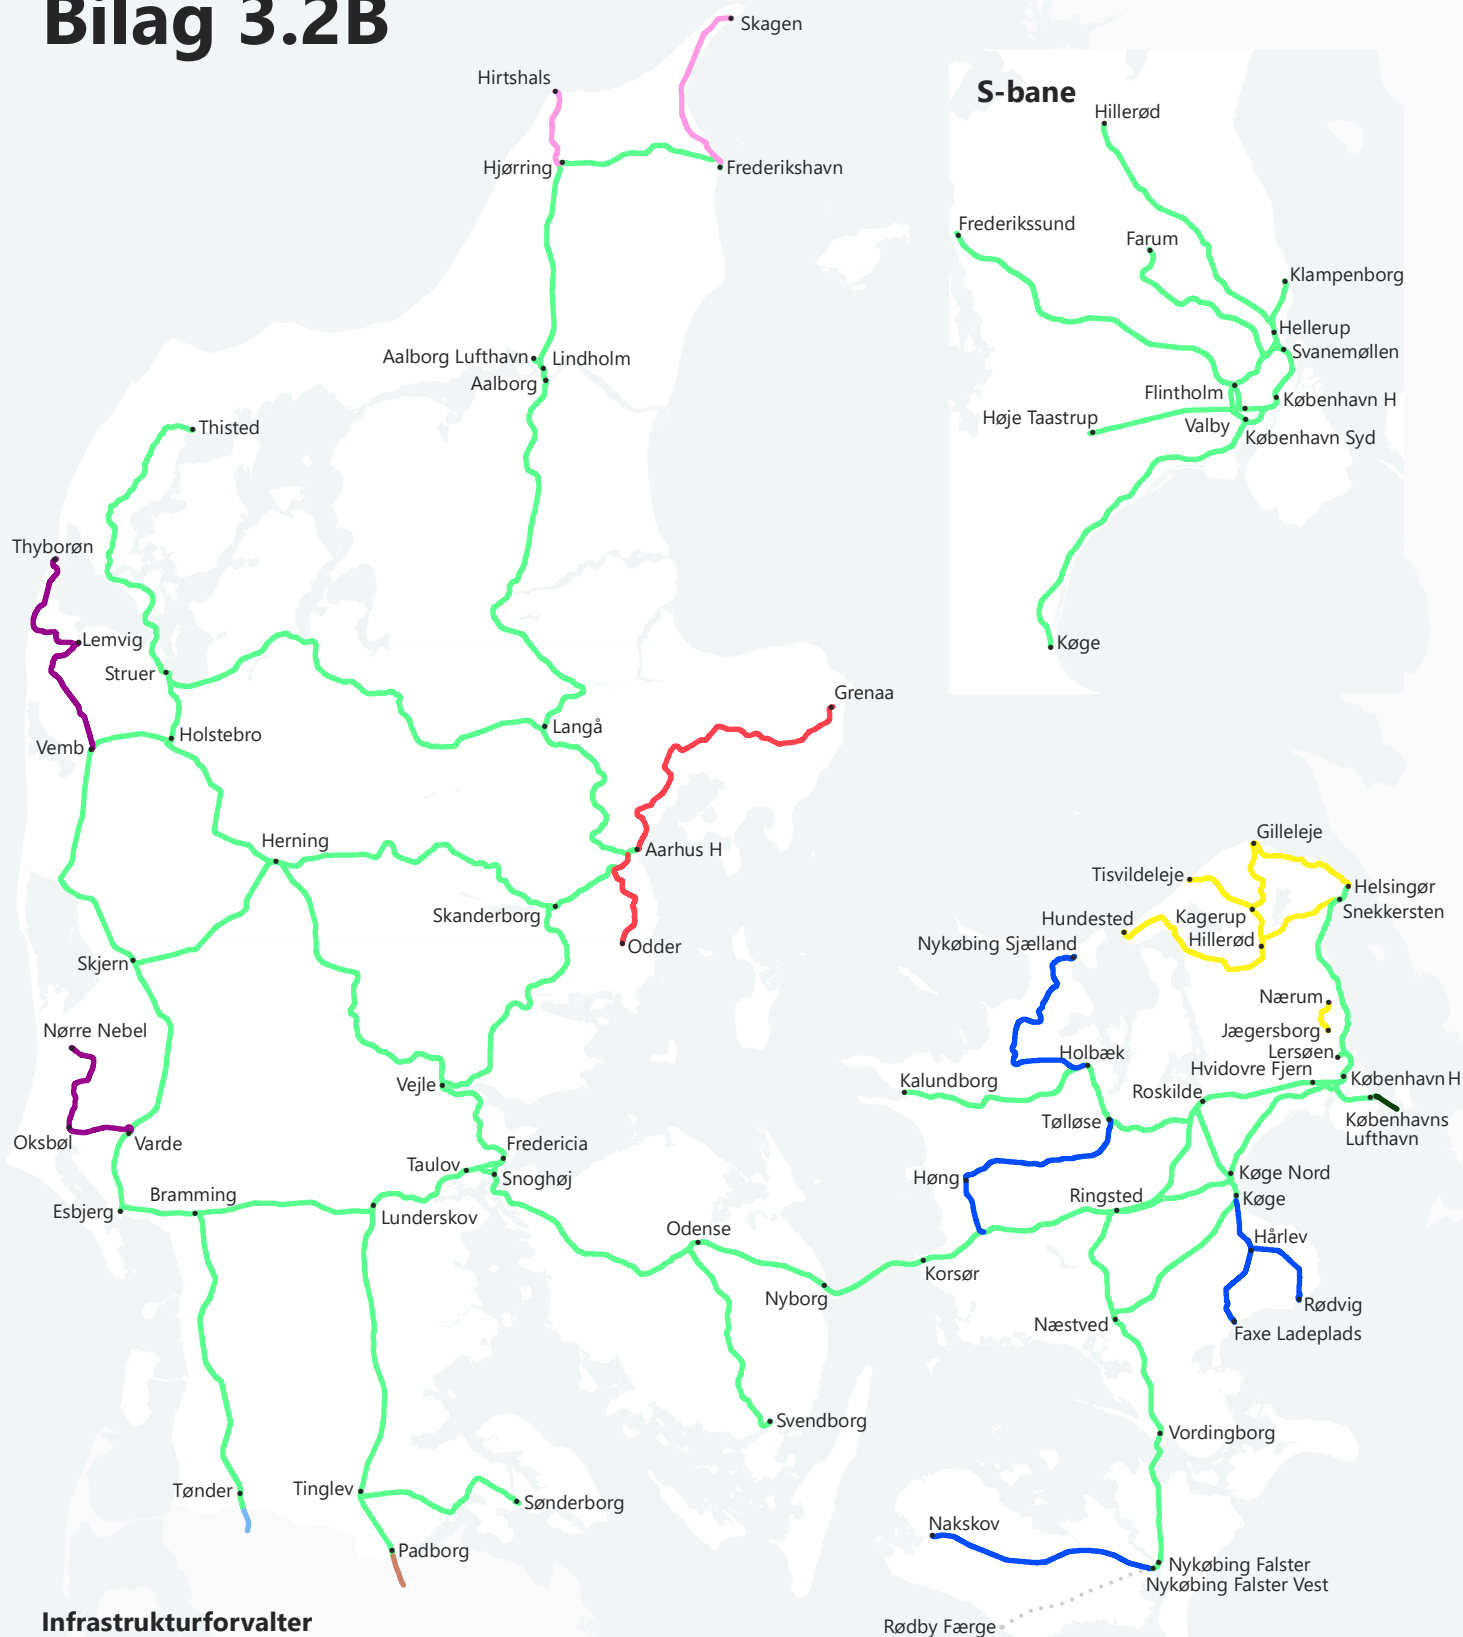 Bilag 3.2B
Skagen
Hirtshals
Hjørring
Frederikshavn
Aalborg Lufthavn
Lindholm
Aalborg
Thisted
Thyborøn
Lemvig
Struer
Vemb
Holstebro
Langå
Grenaa
Herning
Aarhus H
Skanderborg
Odder
Skjern
Nørre Nebel
Vejle
Oksbøl
Varde
Fredericia
Taulov
Snoghøj
Esbjerg
Bramming
Lunderskov
Odense
Nyborg
Korsør
Svendborg
Tønder
Tinglev
Sønderborg
Padborg
S-bane
Hillerød
Frederikssund
Farum
Klampenborg
Hellerup
Svanemøllen
Flintholm
København H
Høje Taastrup
Valby
København Syd
Køge
Gilleleje
Tisvildeleje
Helsingør
Snekkersten
Kagerup
Hundested
Hillerød
Nykøbing Sjælland
Nærum
Jægersborg
Lersøen
Holbæk
Hvidovre Fjern
København H
Kalundborg
Roskilde
Københavns
Lufthavn
Tølløse
Høng
Køge Nord
Ringsted
Køge
Hårlev
Rødvig
Næstved
Faxe Ladeplads
Vordingborg
Nakskov
Nykøbing Falster
Nykøbing Falster Vest
Rødby Færge
Infrastrukturforvalter